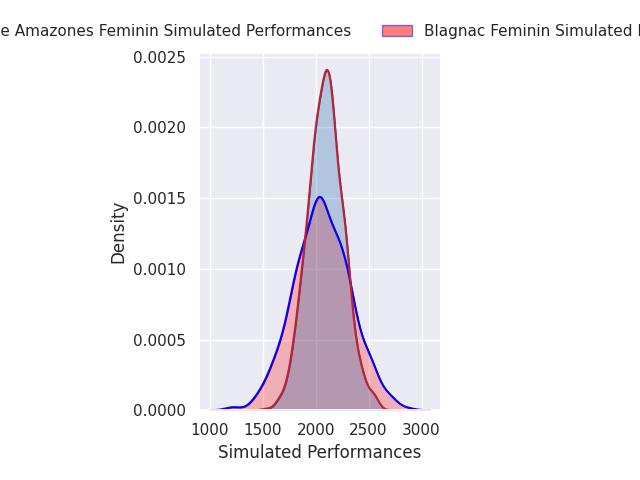 e Amazones Feminin Simulated Performances
Blagnac Feminin Simulated
0.0025
0.0020
0.0015
0.0010
0.0005
0.0000
Density
1000 1500 2000 2500 3000
Simulated Performances